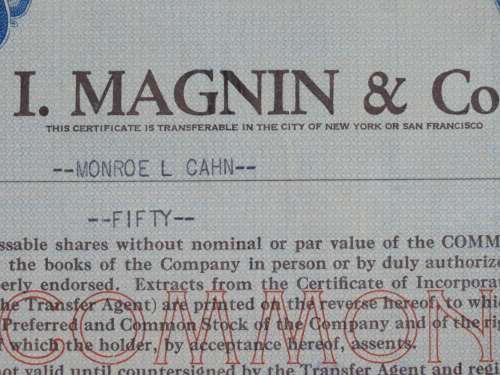 I. MAGNIN & Co
THIS CERTIFICATE IS TRANSFERABLE IN THE CITY OF NEW YORK OR SAN FRANCISCO
--MONROE L CAHN--
--FIFTY--
ssable shares without nominal or par value of the COMM
the books of the Company in person or by duly authorize
erly endorsed. Extracts from the Certificate of Incorporat
he Transfer Agent) are printed on the reverse hereof, to whi
Preferred and Common Stock of the Company and of the rig
f which the holder, by acceptance hereof, assents.
COMMON
not valid until countersigned by the Transfer Agent and regi